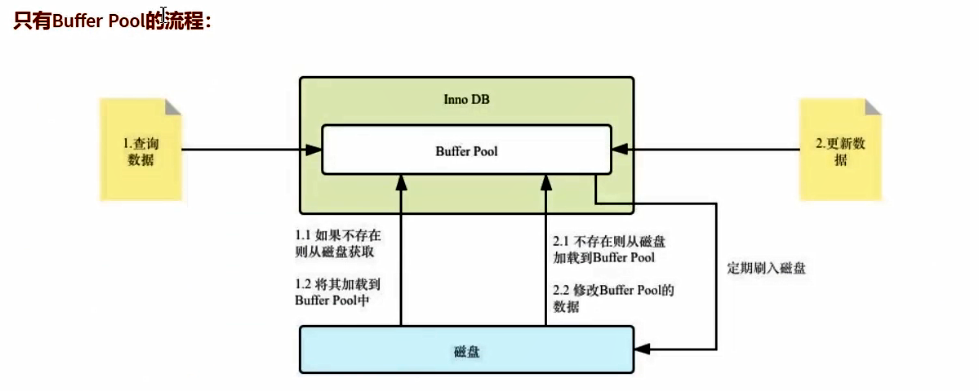 只有Buffer Pool的流程：
Inno DB
1.查询
数据
Buffer Pool
2.更新数
据
1.1 如果不存在
则从磁盘获取
1.2 将其加载到
Buffer Pool中
2.1 不存在则从磁盘
加载到Buffer Pool
2.2 修改Buffer Pool的
数据
定期刷入磁盘
磁盘